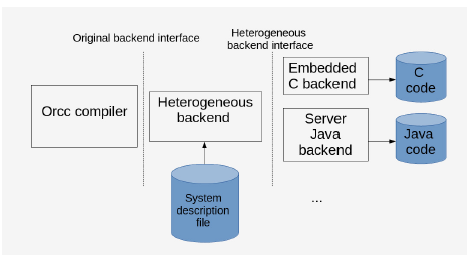 Original backend interface
Heterogeneous
backend interface
Orcc compiler
Heterogeneous
backend
System
description
file
Embedded
C backend
C
code
Server
Java
backend
Java
code
...